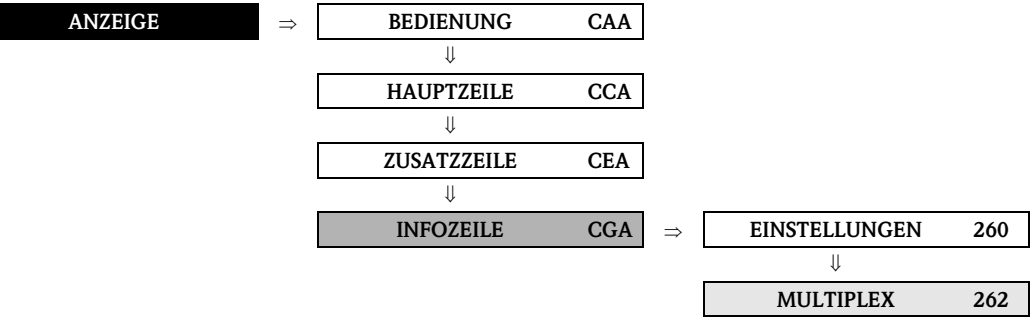 ANZEIGE ⇒ BEDIENUNG CAA
⇓
HAUPTZEILE CCA
⇓
ZUSATZZEILE CEA
⇓
INFOZEILE CGA ⇒ EINSTELLUNGEN 260
⇓
MULTIPLEX 262